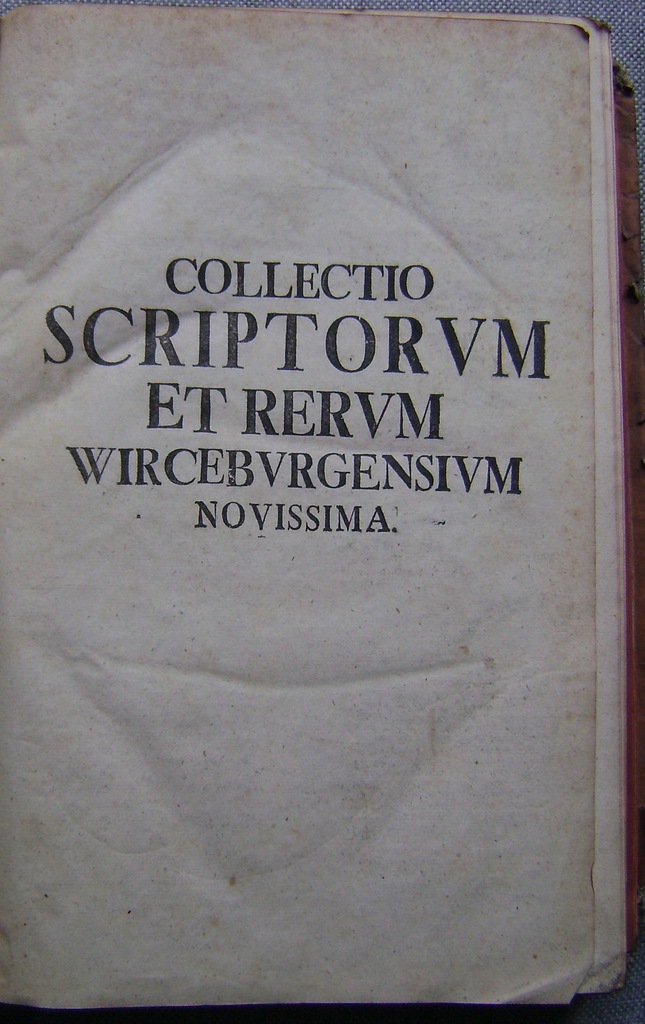 COLLECTIO
SCRIPTORVM
ET RERVM
WIRCEBVRGENSIVM
NOVISSIMA.